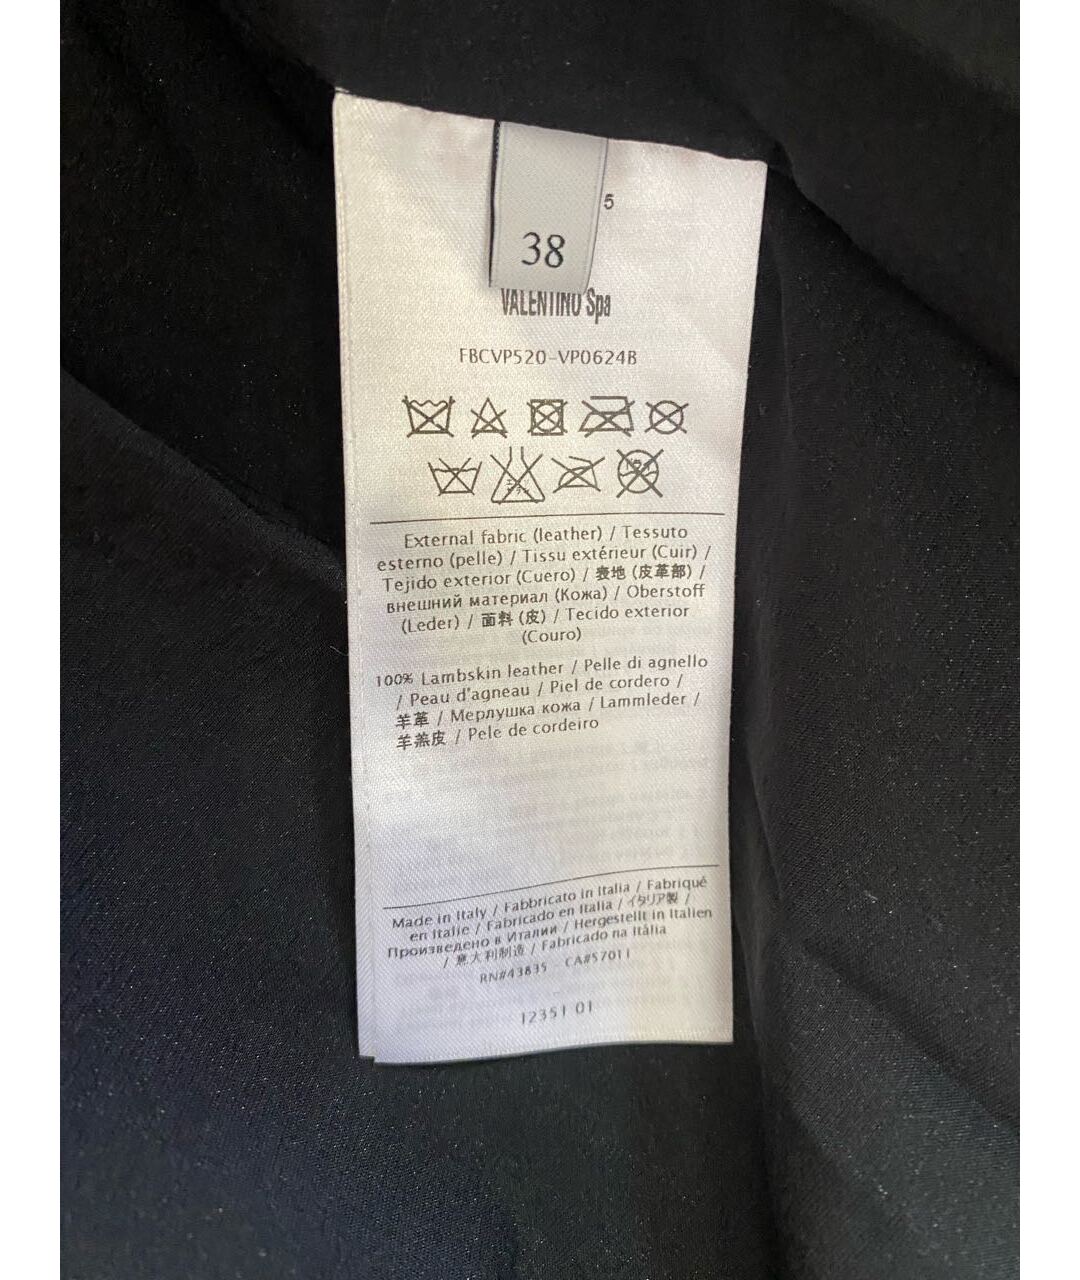 5
38
VALENTINO Spa
FBCVP520-VP0624B
External fabric (leather) / Tessuto
esterno (pelle) / Tissu extérieur (Cuir) /
Tejido exterior (Cuero) / 表地 (皮革部) /
внешний материал (Кожа) / Oberstoff
(Leder) / 面料 (皮) / Tecido exterior
(Couro)
100% Lambskin leather / Pelle di agnello
/ Peau d'agneau / Piel de cordero /
羊革 / Мерлушка кожа / Lammleder /
羊羔皮 / Pele de cordeiro
Made in Italy / Fabbricato in Italia / Fabriqué
en Italie / Fabricado en Italia / イタリア製 /
Произведено в Италии / Hergestellt in Italien
/ 意大利制造 / Fabricado na Itália
RN#43835 - CA#57011
12351 01